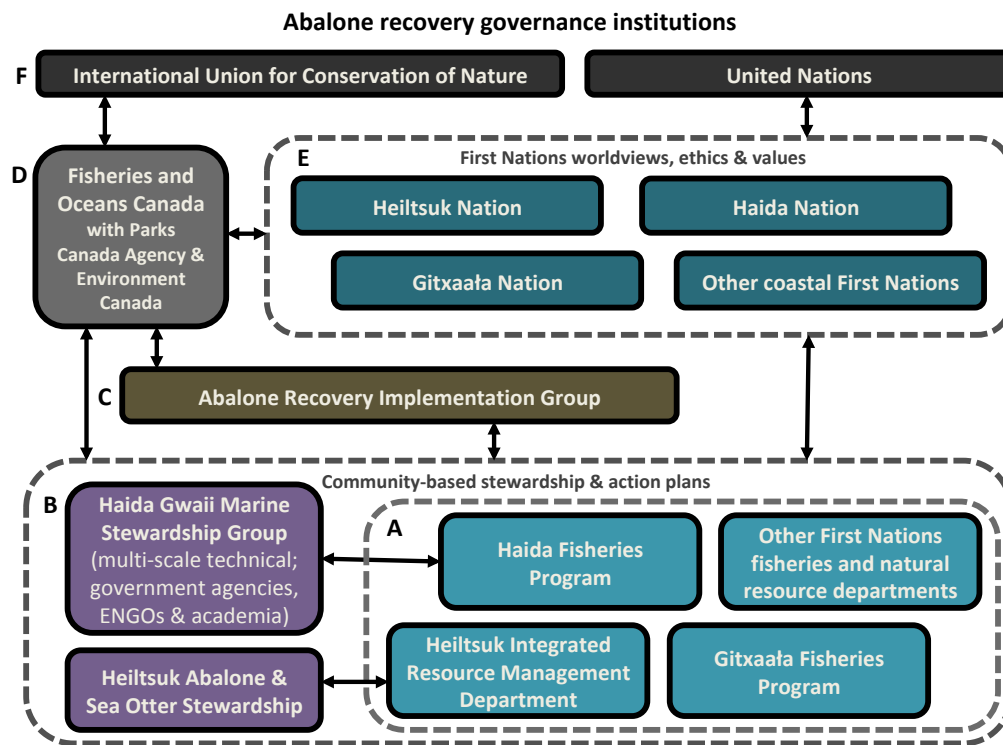 Abalone recovery governance institutions
F
International Union for Conservation of Nature
United Nations
D
Fisheries and
Oceans Canada
with Parks
Canada Agency &
Environment
Canada
E
First Nations worldviews, ethics & values
Heiltsuk Nation
Haida Nation
Gitxaała Nation
Other coastal First Nations
C
Abalone Recovery Implementation Group
Community-based stewardship & action plans
B
Haida Gwaii Marine
Stewardship Group
(multi-scale technical;
government agencies,
ENGOs & academia)
Heiltsuk Abalone &
Sea Otter Stewardship
A
Haida Fisheries
Program
Other First Nations
fisheries and natural
resource departments
Heiltsuk Integrated
Resource Management
Department
Gitxaała Fisheries
Program